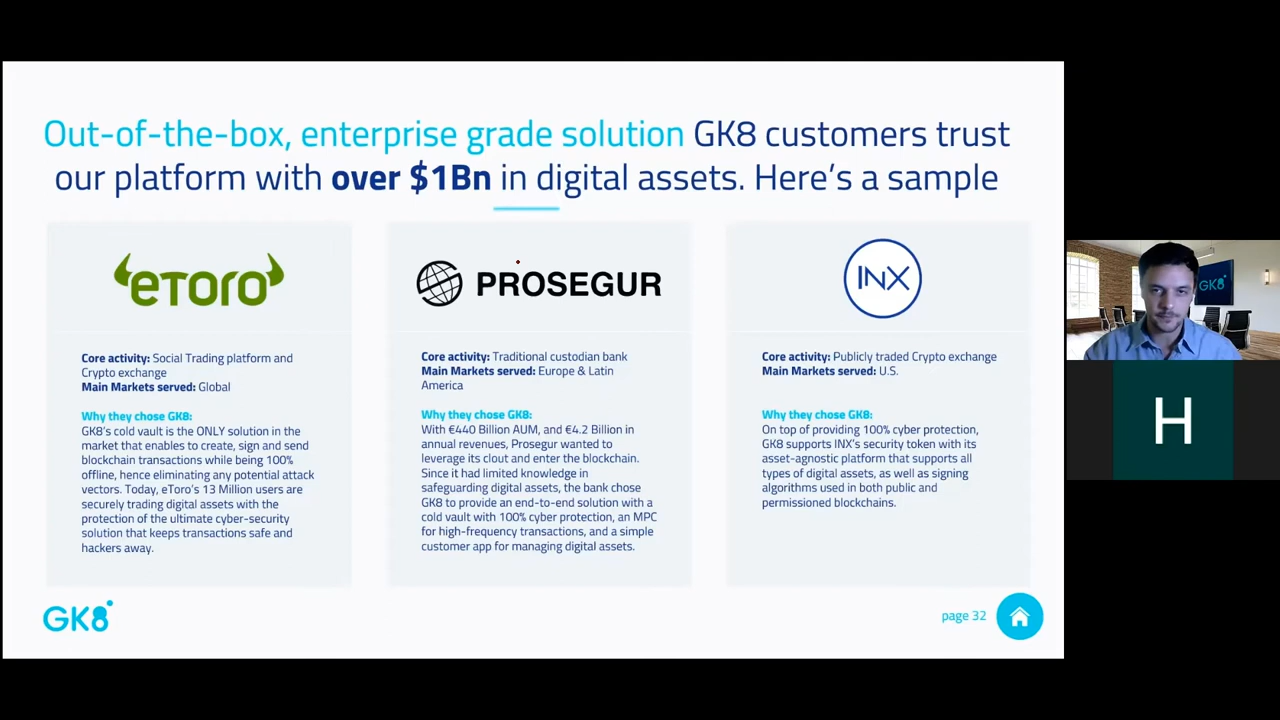 Out-of-the-box, enterprise grade solution GK8 customers trust
our platform with over $1Bn in digital assets. Here's a sample
eToro
Core activity: Social Trading platform and
Crypto exchange
Main Markets served: Global
Why they chose GK8:
GK8's cold vault is the ONLY solution in the
market that enables to create, sign and send
blockchain transactions while being 100%
offline, hence eliminating any potential attack
vectors. Today, eToro's 13 Million users are
securely trading digital assets with the
protection of the ultimate cyber-security
solution that keeps transactions safe and
hackers away.
PROSEGUR
Core activity: Traditional custodian bank
Main Markets served: Europe & Latin
America
Why they chose GK8:
With €440 Billion AUM, and €4.2 Billion in
annual revenues, Prosegur wanted to
leverage its clout and enter the blockchain.
Since it had limited knowledge in
safeguarding digital assets, the bank chose
GK8 to provide an end-to-end solution with a
cold vault with 100% cyber protection, an MPC
for high-frequency transactions, and a simple
customer app for managing digital assets.
INX
Core activity: Publicly traded Crypto exchange
Main Markets served: U.S.
Why they chose GK8:
On top of providing 100% cyber protection,
GK8 supports INX's security token with its
asset-agnostic platform that supports all
types of digital assets, as well as signing
algorithms used in both public and
permissioned blockchains.
GK8
page 32
GK8
H